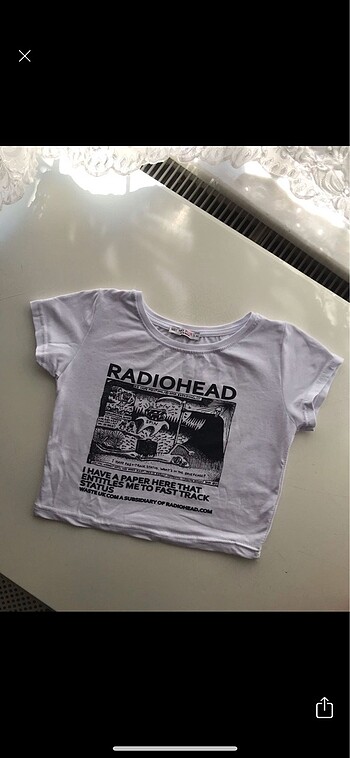 RADIOHEAD
I HAVE A PAPER HERE THAT
ENTITLES ME TO FAST TRACK
STATUS
WASTE UK.COM A SUBSIDIARY OF RADIOHEAD.COM